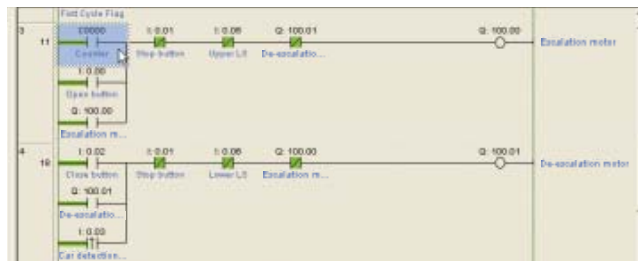 First Cycle Flag
3
11
C0000
I: 0.01
I: 0.06
Q: 100.01
Q: 100.00
Counter
Stop button
Upper LS
De-escalatio...
Escalation motor
I: 0.00
Open button
Q: 100.00
Escalation m...
4
18
I: 0.02
I: 0.01
Q: 100.00
Q: 100.01
Close button
Stop button
Lower LS
Escalation m...
De-escalation motor
Q: 100.01
De-escalatio...
I: 0.03
Car detection...